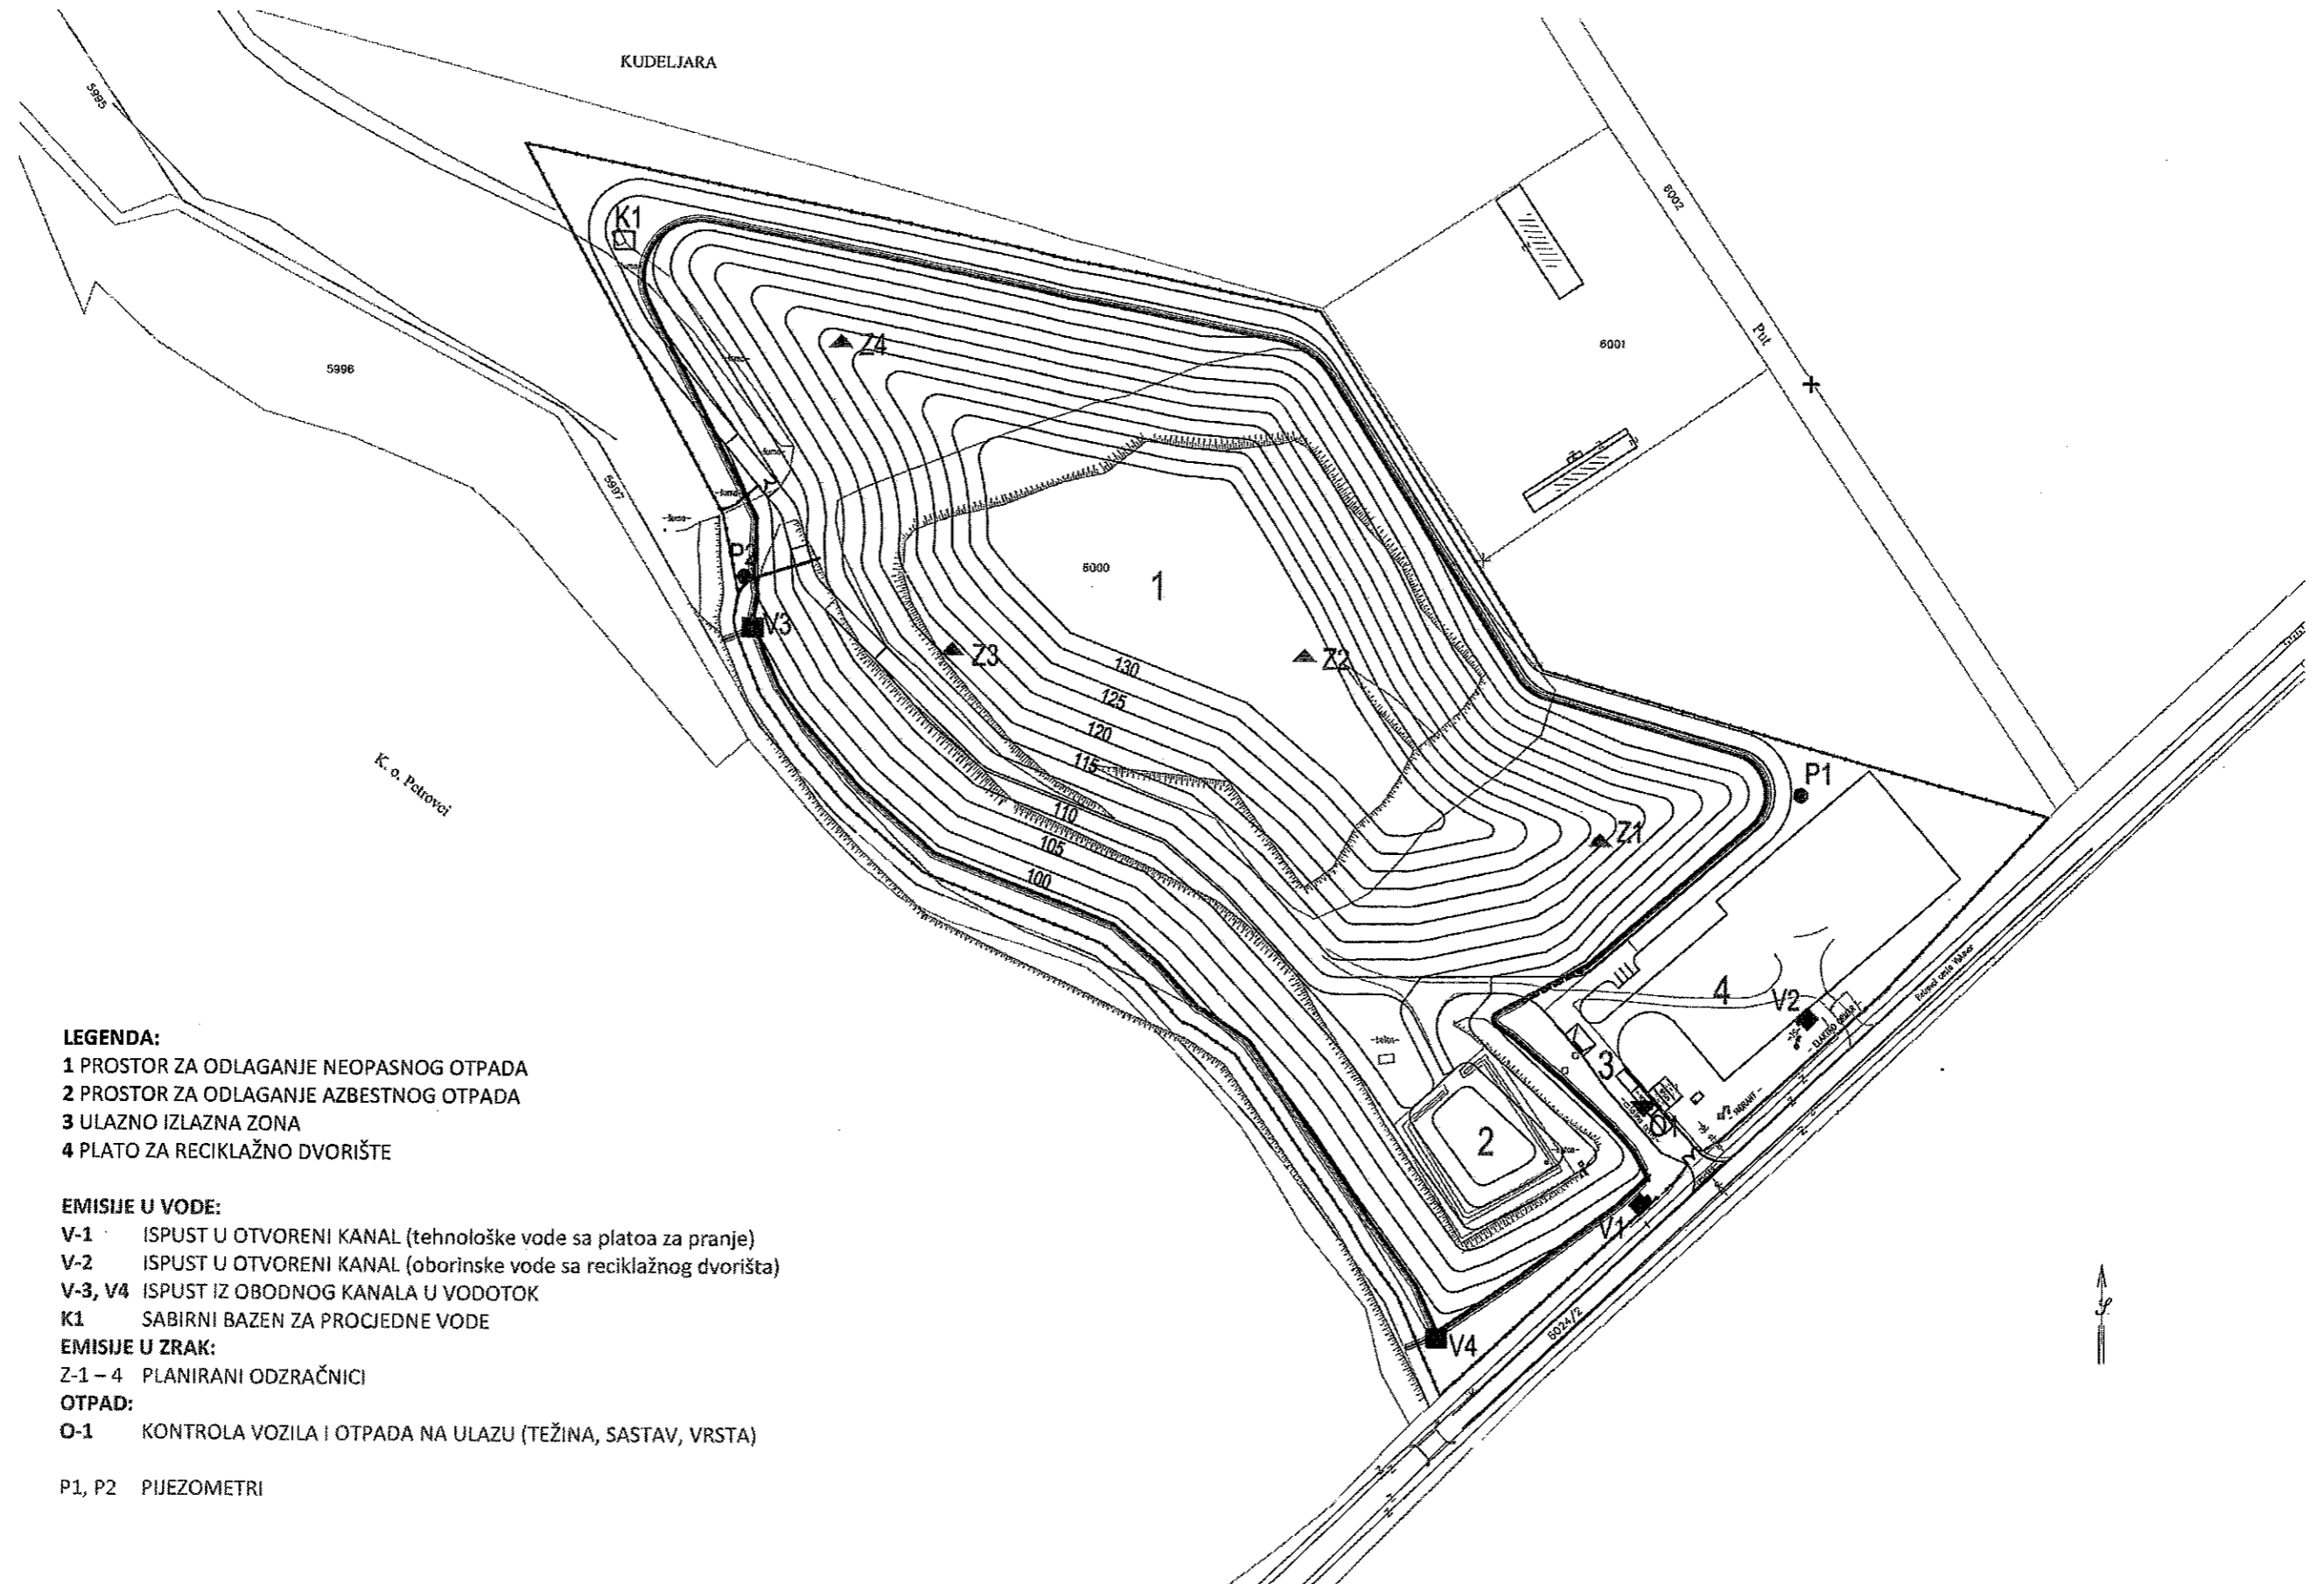 KUDELJARA
5995
6002
K1
Put
6001
Z4
5996
5997
-šuma-
P2
6000
1
V3
Z3
Z2
130
125
120
115
110
105
100
K. o. Petrovci
P1
Z1
4
V2
3
O1
2
V1
V4
6024/2
LEGENDA:
1 PROSTOR ZA ODLAGANJE NEOPASNOG OTPADA
2 PROSTOR ZA ODLAGANJE AZBESTNOG OTPADA
3 ULAZNO IZLAZNA ZONA
4 PLATO ZA RECIKLAŽNO DVORIŠTE
EMISIJE U VODE:
V-1 ISPUST U OTVORENI KANAL (tehnološke vode sa platoa za pranje)
V-2 ISPUST U OTVORENI KANAL (oborinske vode sa reciklažnog dvorišta)
V-3, V4 ISPUST IZ OBODNOG KANALA U VODOTOK
K1 SABIRNI BAZEN ZA PROCJEDNE VODE
EMISIJE U ZRAK:
Z-1 – 4 PLANIRANI ODZRAČNICI
OTPAD:
O-1 KONTROLA VOZILA I OTPADA NA ULAZU (TEŽINA, SASTAV, VRSTA)
P1, P2 PIJEZOMETRI